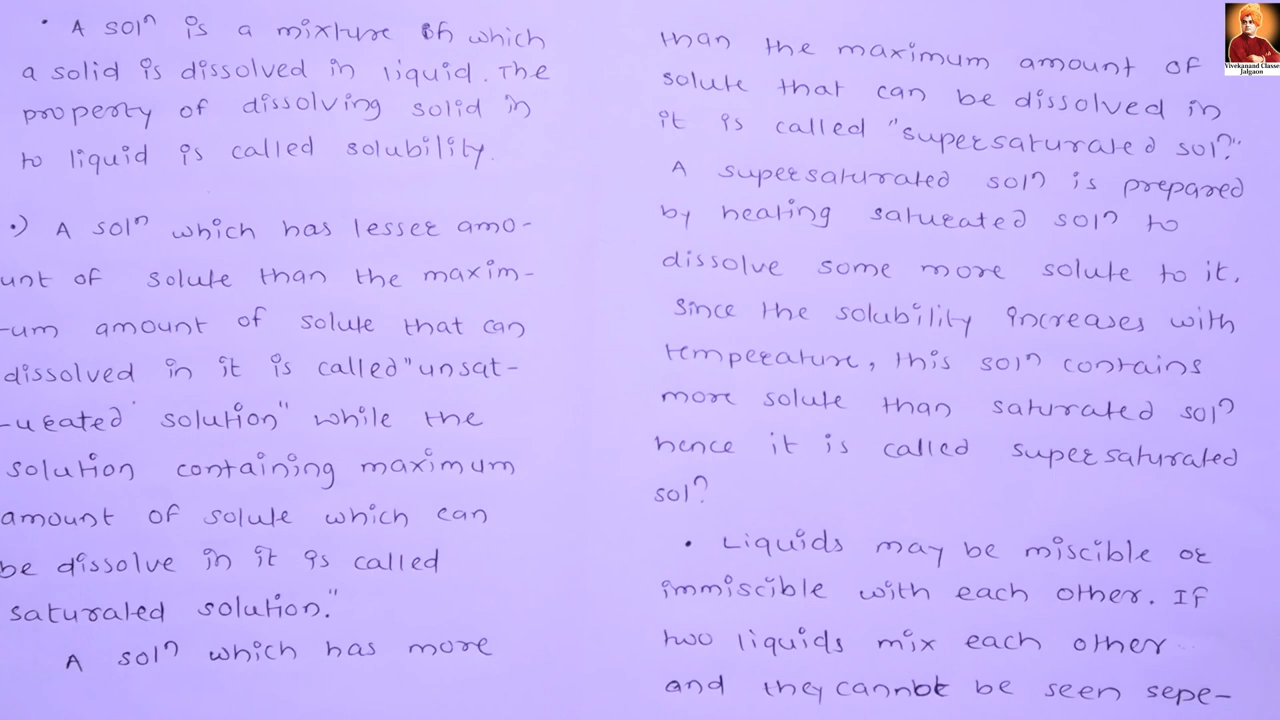 • A solⁿ is a mixture of which
a solid is dissolved in liquid. The
property of dissolving solid in
to liquid is called solubility.
•) A solⁿ which has lesser amo-
unt of solute than the maxim-
-um amount of solute that can
dissolved in it is called "unsat-
-urated solution" while the
solution containing maximum
amount of solute which can
be dissolve in it is called
saturated solution."
A solⁿ which has more
than the maximum amount of
solute that can be dissolved in
it is called "supersaturated solⁿ."
A supersaturated solⁿ is prepared
by heating saturated solⁿ to
dissolve some more solute to it.
Since the solubility increases with
temperature, this solⁿ contains
more solute than saturated solⁿ
hence it is called supersaturated
solⁿ.
• Liquids may be miscible or
immiscible with each other. If
two liquids mix each other
and they cannot be seen sepe-
Vivekanand Classe
Jalgaon